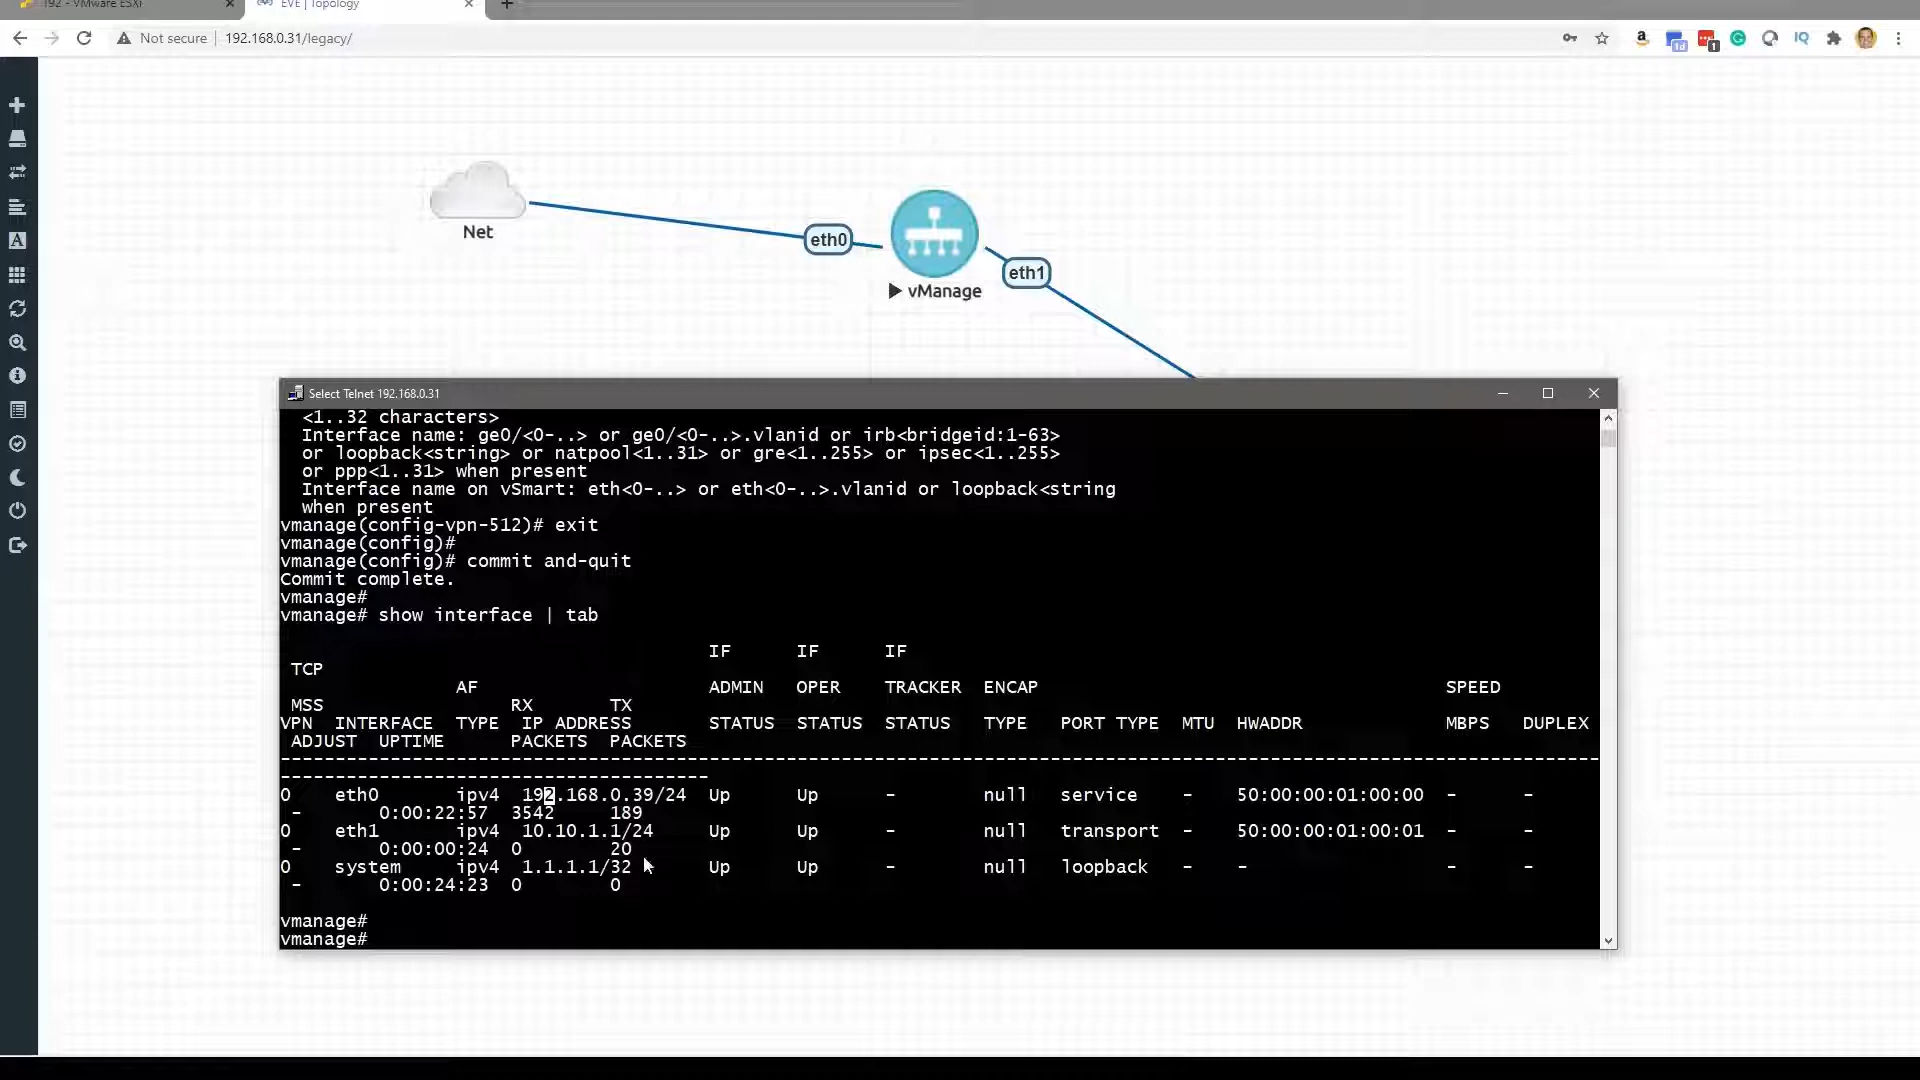 192 - VMware ESXi
EVE | Topology
Not secure
192.168.0.31/legacy/
1d
1
IQ
Net
eth0
vManage
eth1
Select Telnet 192.168.0.31
<1..32 characters>
Interface name: ge0/<0-..> or ge0/<0-..>.vlanid or irb<bridgeid:1-63>
or loopback<string> or natpool<1..31> or gre<1..255> or ipsec<1..255>
or ppp<1..31> when present
Interface name on vSmart: eth<0-..> or eth<0-..>.vlanid or loopback<string
when present
vmanage(config-vpn-512)# exit
vmanage(config)#
vmanage(config)# commit and-quit
Commit complete.
vmanage#
vmanage# show interface | tab
IF IF IF
TCP
AF ADMIN OPER TRACKER ENCAP SPEED
MSS RX TX
VPN INTERFACE TYPE IP ADDRESS STATUS STATUS STATUS TYPE PORT TYPE MTU HWADDR MBPS DUPLEX
ADJUST UPTIME PACKETS PACKETS
------------------------------------------------------------------------------------------------------------------------
---------------------------------------
0 eth0 ipv4 192.168.0.39/24 Up Up - null service - 50:00:00:01:00:00 - -
- 0:00:22:57 3542 189
0 eth1 ipv4 10.10.1.1/24 Up Up - null transport - 50:00:00:01:00:01 - -
- 0:00:00:24 0 20
0 system ipv4 1.1.1.1/32 Up Up - null loopback - - - -
- 0:00:24:23 0 0
vmanage#
vmanage#